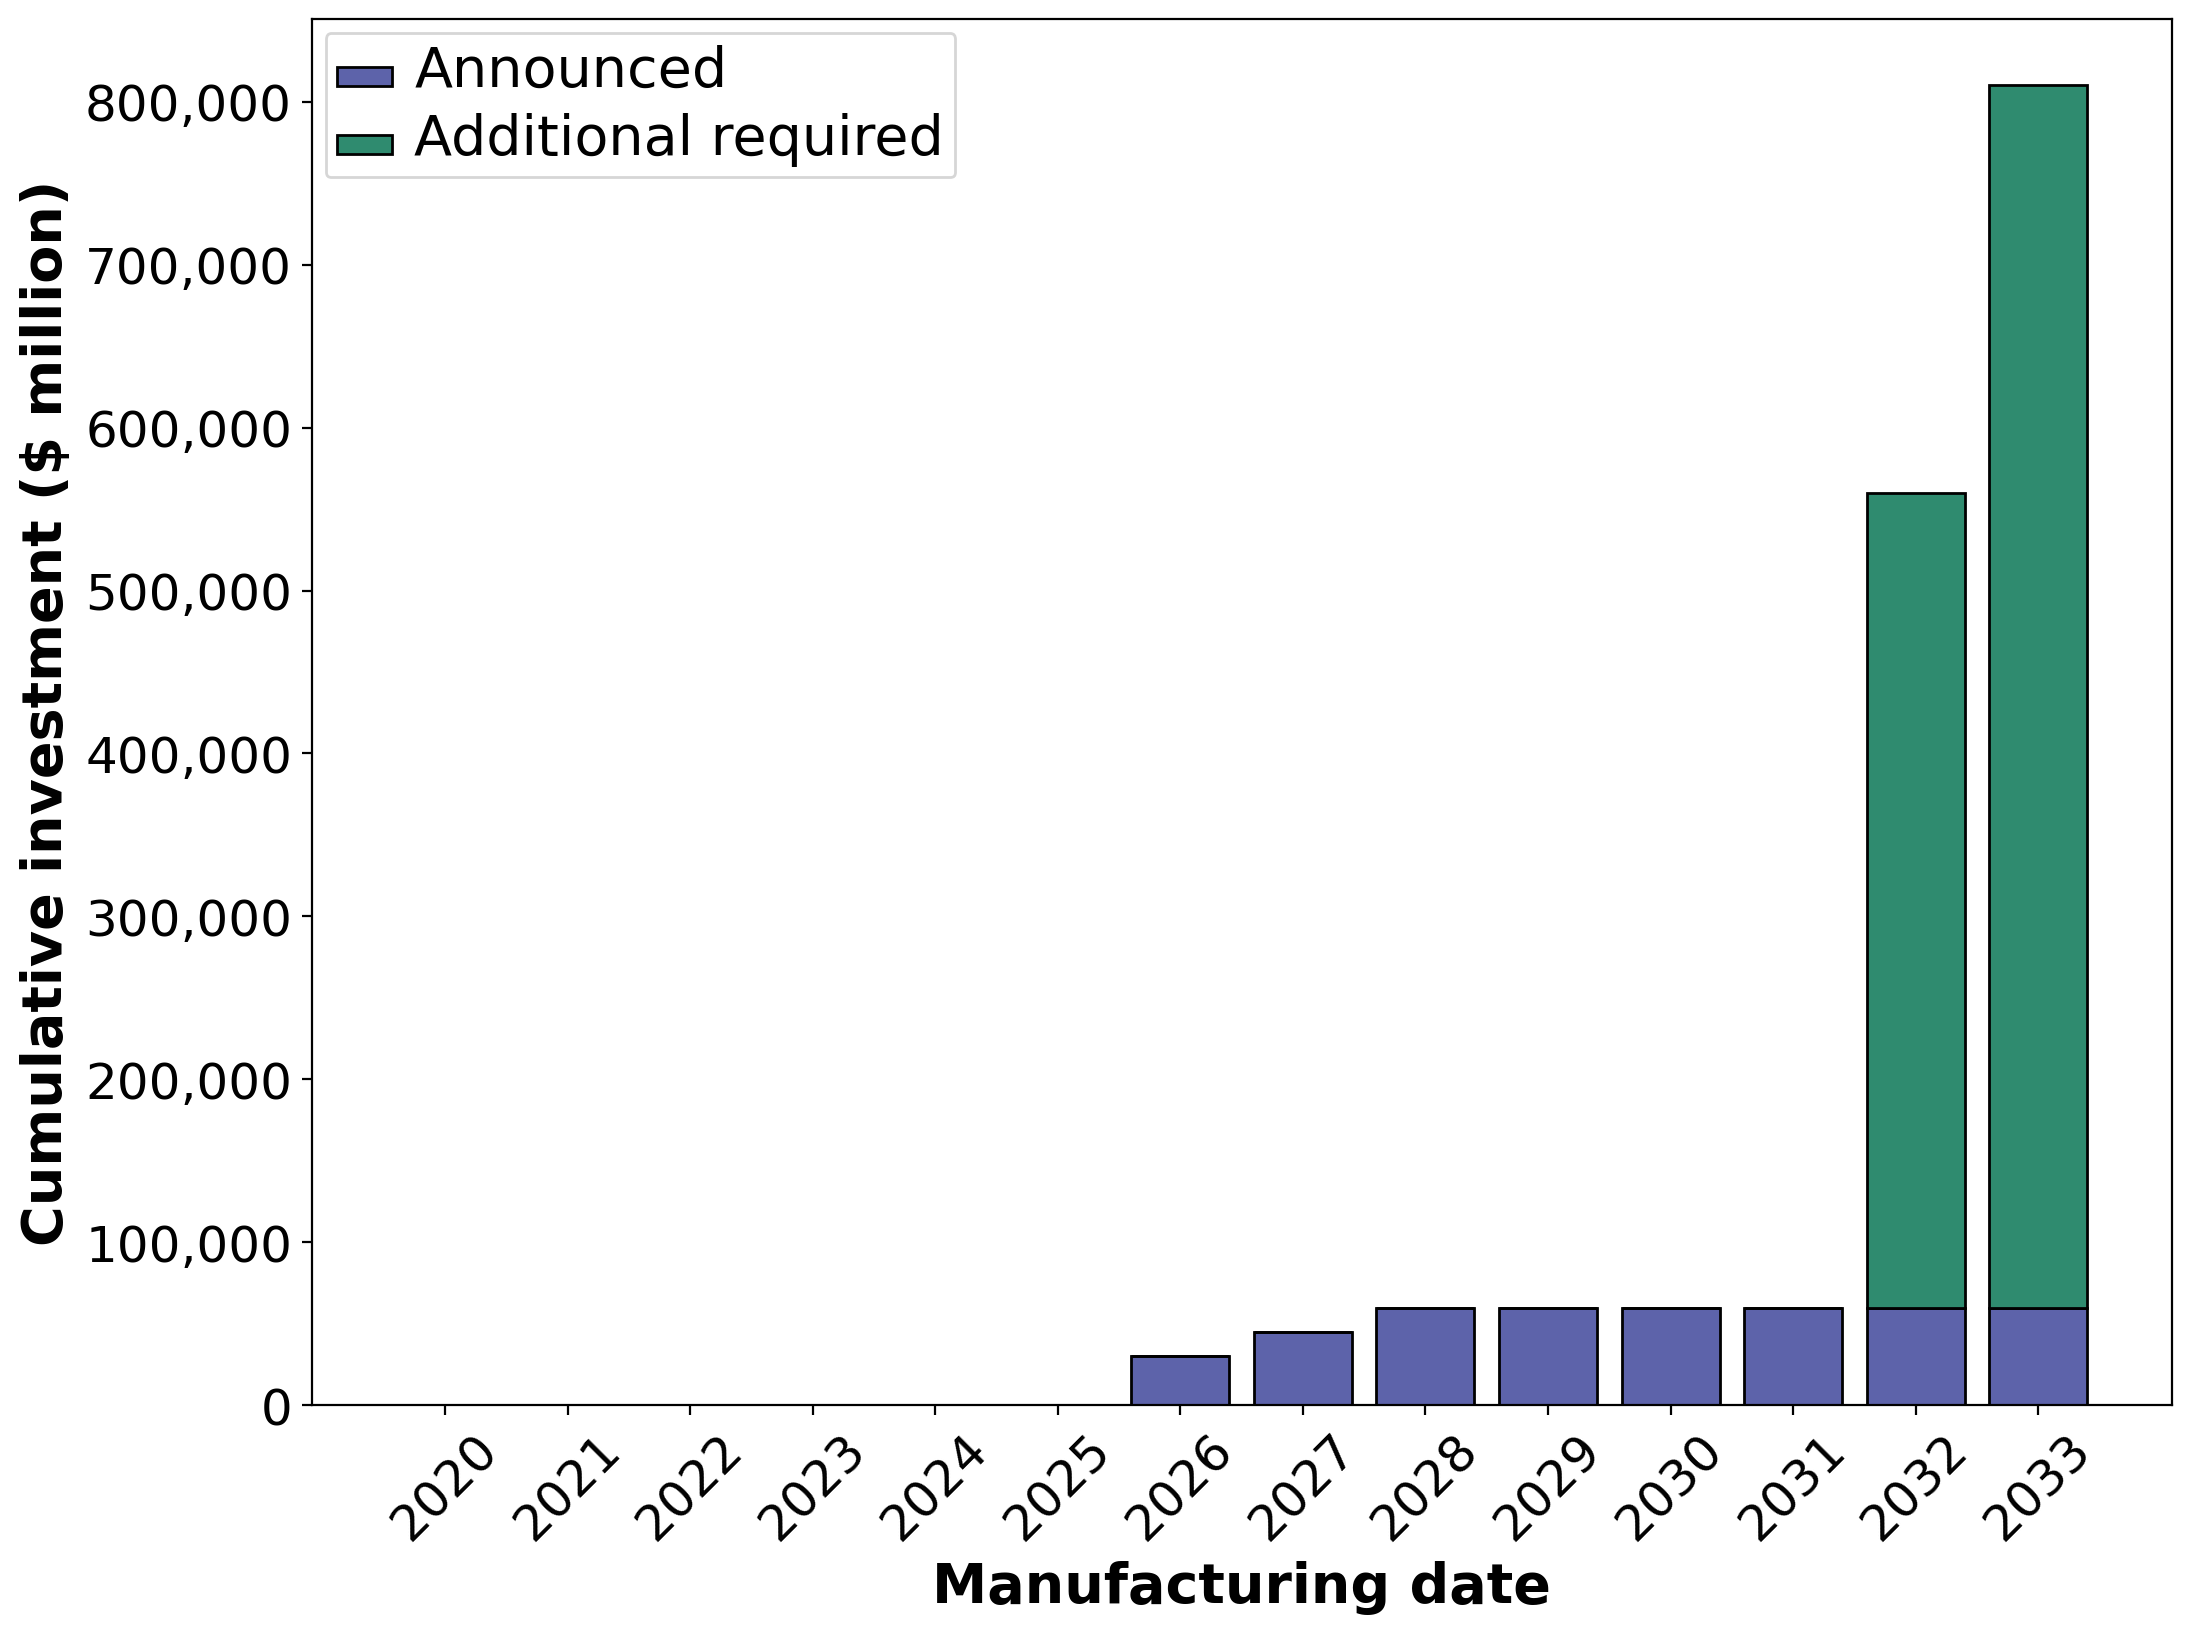 Announced
Additional required
Cumulative investment ($ million)
800,000
700,000
600,000
500,000
400,000
300,000
200,000
100,000
0
2020 2021 2022 2023 2024 2025 2026 2027 2028 2029 2030 2031 2032 2033
Manufacturing date